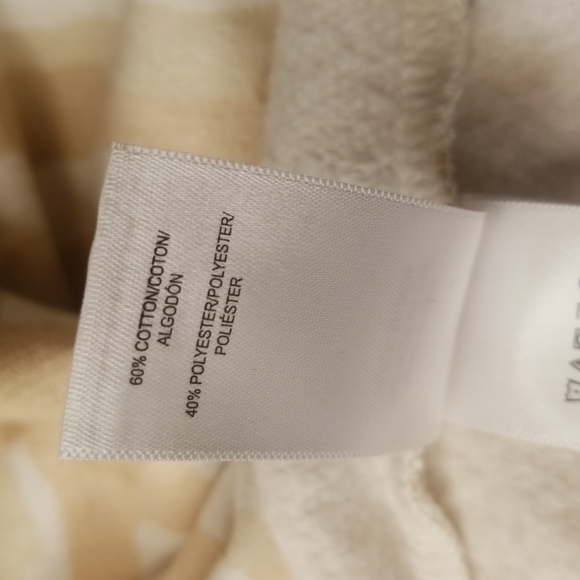 60% COTTON/COTON/
ALGODÓN
40% POLYESTER/POLYESTER/
POLIÉSTER